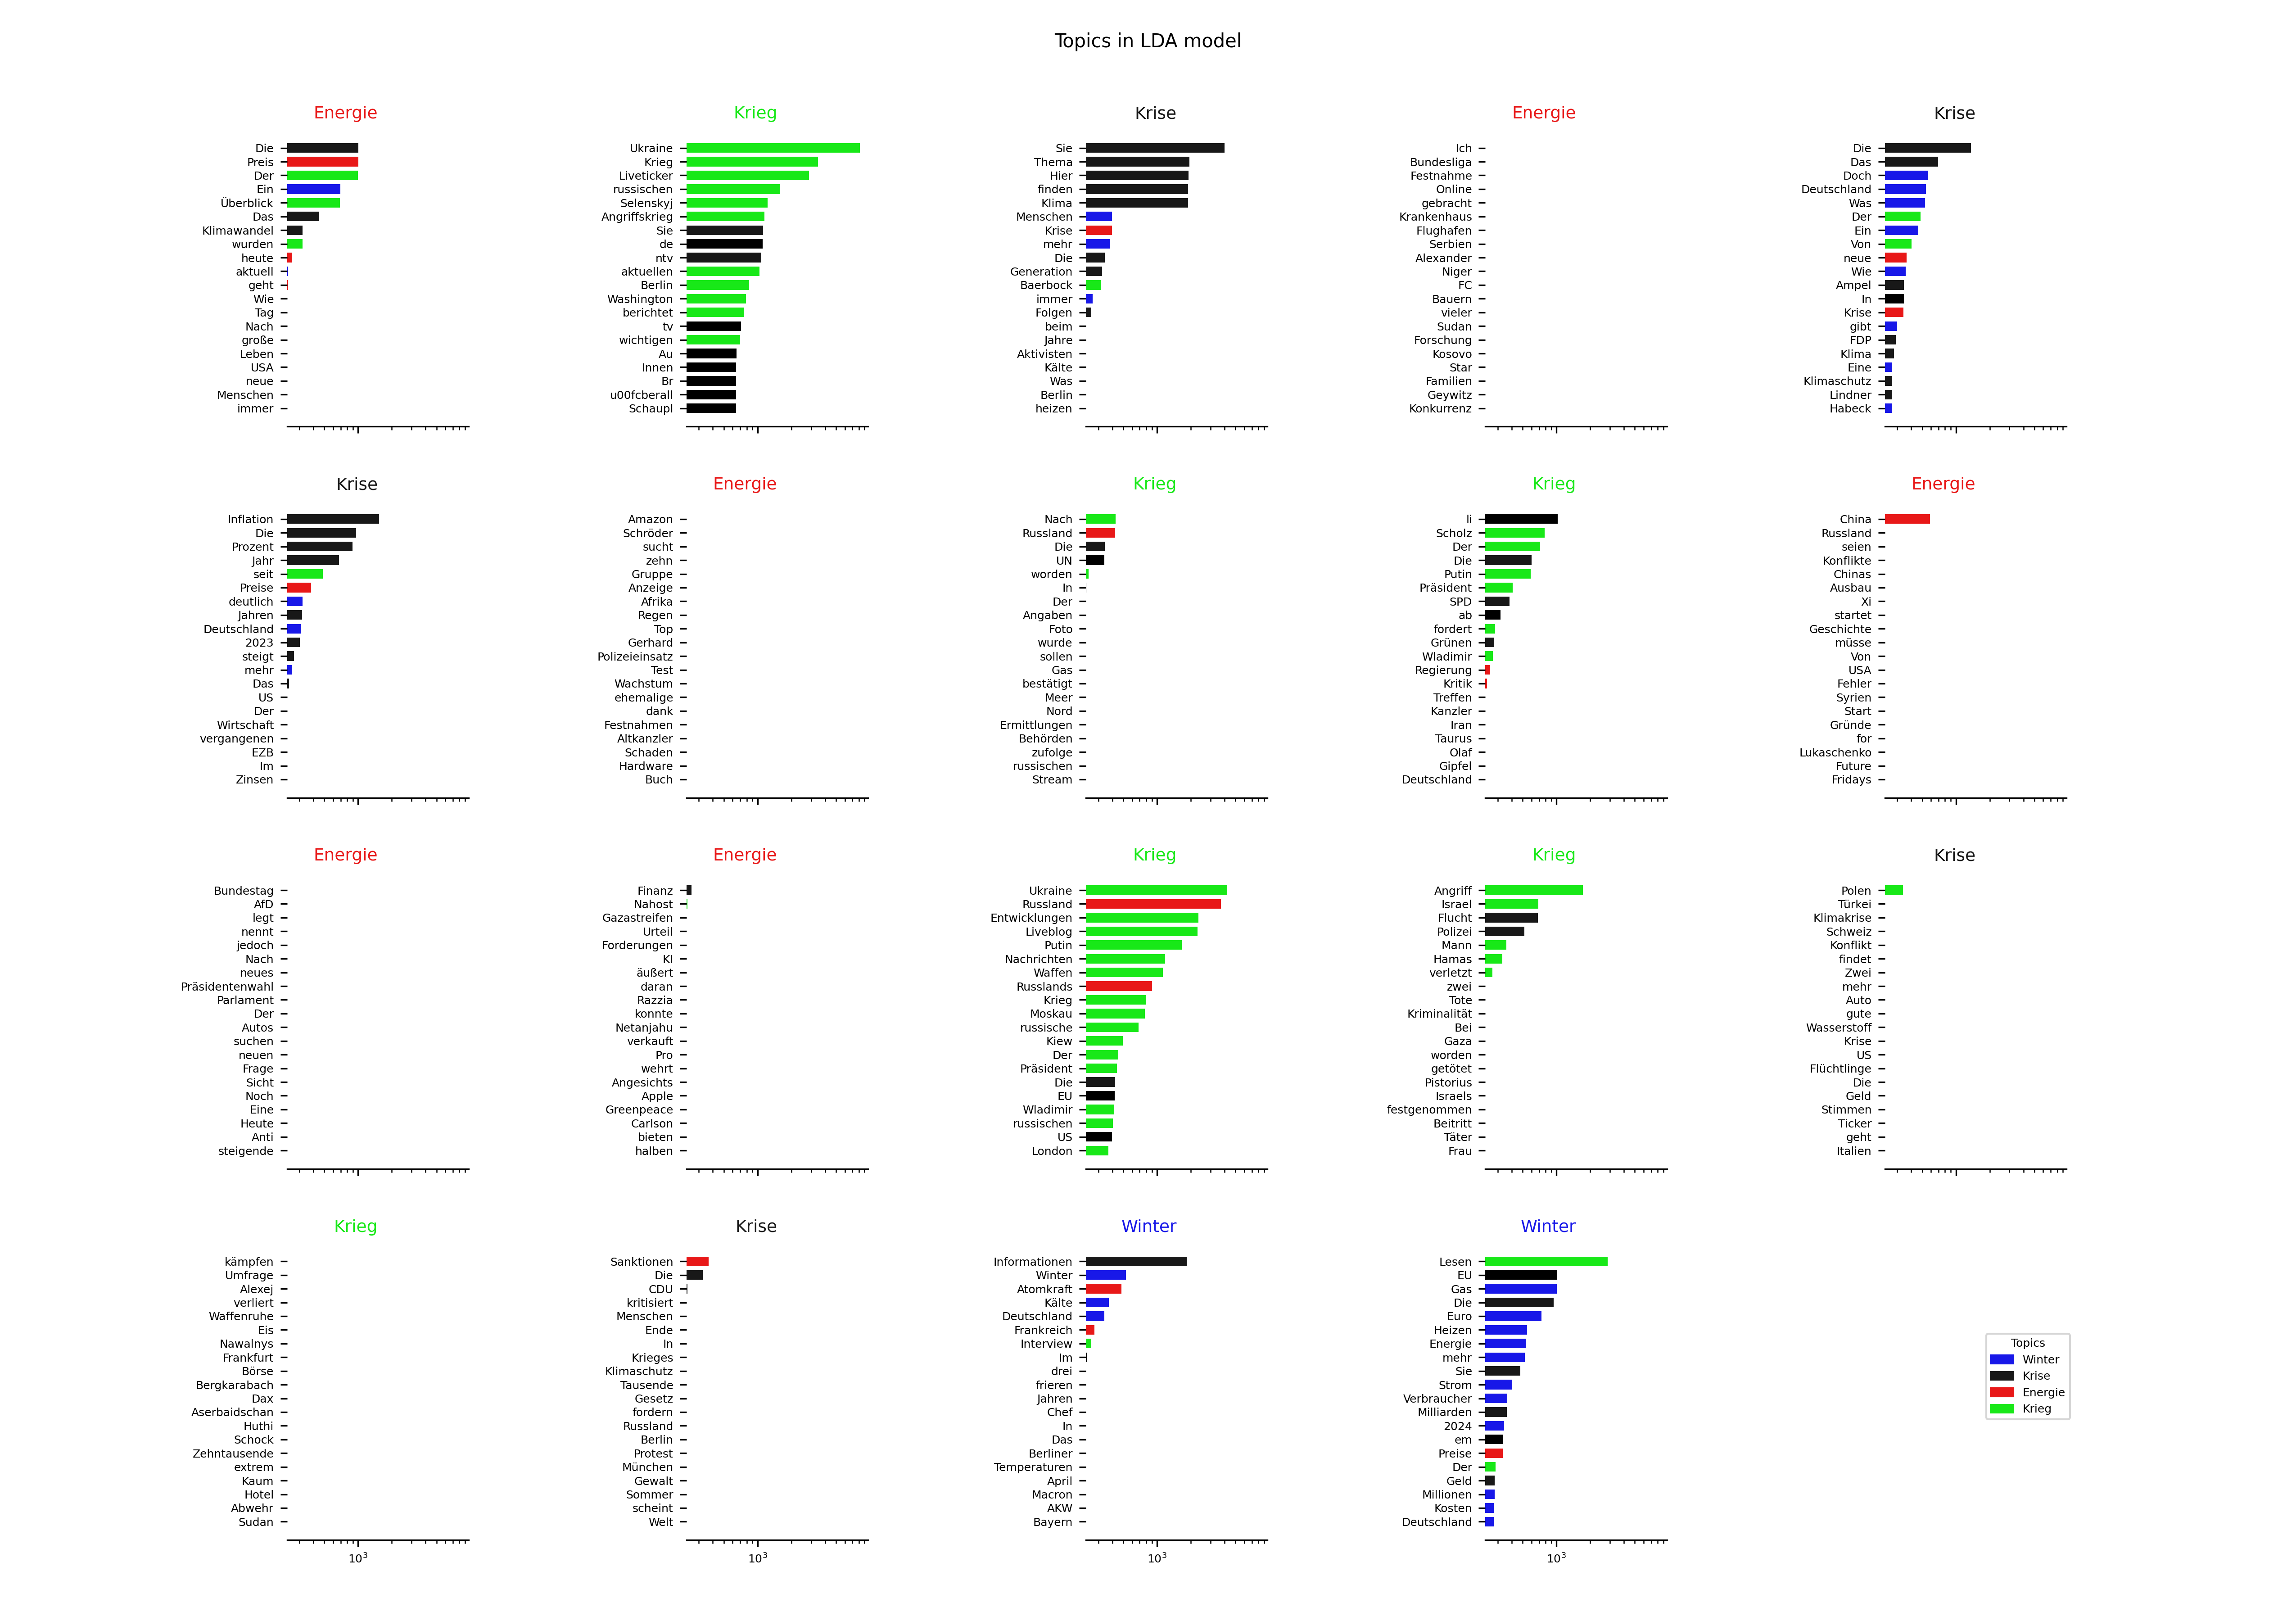 Topics in LDA model
Energie
Die
Preis
Der
Ein
Überblick
Das
Klimawandel
wurden
heute
aktuell
geht
Wie
Tag
Nach
große
Leben
USA
neue
Menschen
immer
Krieg
Ukraine
Krieg
Liveticker
russischen
Selenskyj
Angriffskrieg
Sie
de
ntv
aktuellen
Berlin
Washington
berichtet
tv
wichtigen
Au
Innen
Br
u00fcberall
Schaupl
Krise
Sie
Thema
Hier
finden
Klima
Menschen
Krise
mehr
Die
Generation
Baerbock
immer
Folgen
beim
Jahre
Aktivisten
Kälte
Was
Berlin
heizen
Energie
Ich
Bundesliga
Festnahme
Online
gebracht
Krankenhaus
Flughafen
Serbien
Alexander
Niger
FC
Bauern
vieler
Sudan
Forschung
Kosovo
Star
Familien
Geywitz
Konkurrenz
Krise
Die
Das
Doch
Deutschland
Was
Der
Ein
Von
neue
Wie
Ampel
In
Krise
gibt
FDP
Klima
Eine
Klimaschutz
Lindner
Habeck
Krise
Inflation
Die
Prozent
Jahr
seit
Preise
deutlich
Jahren
Deutschland
2023
steigt
mehr
Das
US
Der
Wirtschaft
vergangenen
EZB
Im
Zinsen
Energie
Amazon
Schröder
sucht
zehn
Gruppe
Anzeige
Afrika
Regen
Top
Gerhard
Polizeieinsatz
Test
Wachstum
ehemalige
dank
Festnahmen
Altkanzler
Schaden
Hardware
Buch
Krieg
Nach
Russland
Die
UN
worden
In
Der
Angaben
Foto
wurde
sollen
Gas
bestätigt
Meer
Nord
Ermittlungen
Behörden
zufolge
russischen
Stream
Krieg
li
Scholz
Der
Die
Putin
Präsident
SPD
ab
fordert
Grünen
Wladimir
Regierung
Kritik
Treffen
Kanzler
Iran
Taurus
Olaf
Gipfel
Deutschland
Energie
China
Russland
seien
Konflikte
Chinas
Ausbau
Xi
startet
Geschichte
müsse
Von
USA
Fehler
Syrien
Start
Gründe
for
Lukaschenko
Future
Fridays
Energie
Bundestag
AfD
legt
nennt
jedoch
Nach
neues
Präsidentenwahl
Parlament
Der
Autos
suchen
neuen
Frage
Sicht
Noch
Eine
Heute
Anti
steigende
Energie
Finanz
Nahost
Gazastreifen
Urteil
Forderungen
KI
äußert
daran
Razzia
konnte
Netanjahu
verkauft
Pro
wehrt
Angesichts
Apple
Greenpeace
Carlson
bieten
halben
Krieg
Ukraine
Russland
Entwicklungen
Liveblog
Putin
Nachrichten
Waffen
Russlands
Krieg
Moskau
russische
Kiew
Der
Präsident
Die
EU
Wladimir
russischen
US
London
Krieg
Angriff
Israel
Flucht
Polizei
Mann
Hamas
verletzt
zwei
Tote
Kriminalität
Bei
Gaza
worden
getötet
Pistorius
Israels
festgenommen
Beitritt
Täter
Frau
Krise
Polen
Türkei
Klimakrise
Schweiz
Konflikt
findet
Zwei
mehr
Auto
gute
Wasserstoff
Krise
US
Flüchtlinge
Die
Geld
Stimmen
Ticker
geht
Italien
Krieg
kämpfen
Umfrage
Alexej
verliert
Waffenruhe
Eis
Nawalnys
Frankfurt
Börse
Bergkarabach
Dax
Aserbaidschan
Huthi
Schock
Zehntausende
extrem
Kaum
Hotel
Abwehr
Sudan
10³
Krise
Sanktionen
Die
CDU
kritisiert
Menschen
Ende
In
Krieges
Klimaschutz
Tausende
Gesetz
fordern
Russland
Berlin
Protest
München
Gewalt
Sommer
scheint
Welt
10³
Winter
Informationen
Winter
Atomkraft
Kälte
Deutschland
Frankreich
Interview
Im
drei
frieren
Jahren
Chef
In
Das
Berliner
Temperaturen
April
Macron
AKW
Bayern
10³
Winter
Lesen
EU
Gas
Die
Euro
Heizen
Energie
mehr
Sie
Strom
Verbraucher
Milliarden
2024
em
Preise
Der
Geld
Millionen
Kosten
Deutschland
10³
Topics
Winter
Krise
Energie
Krieg